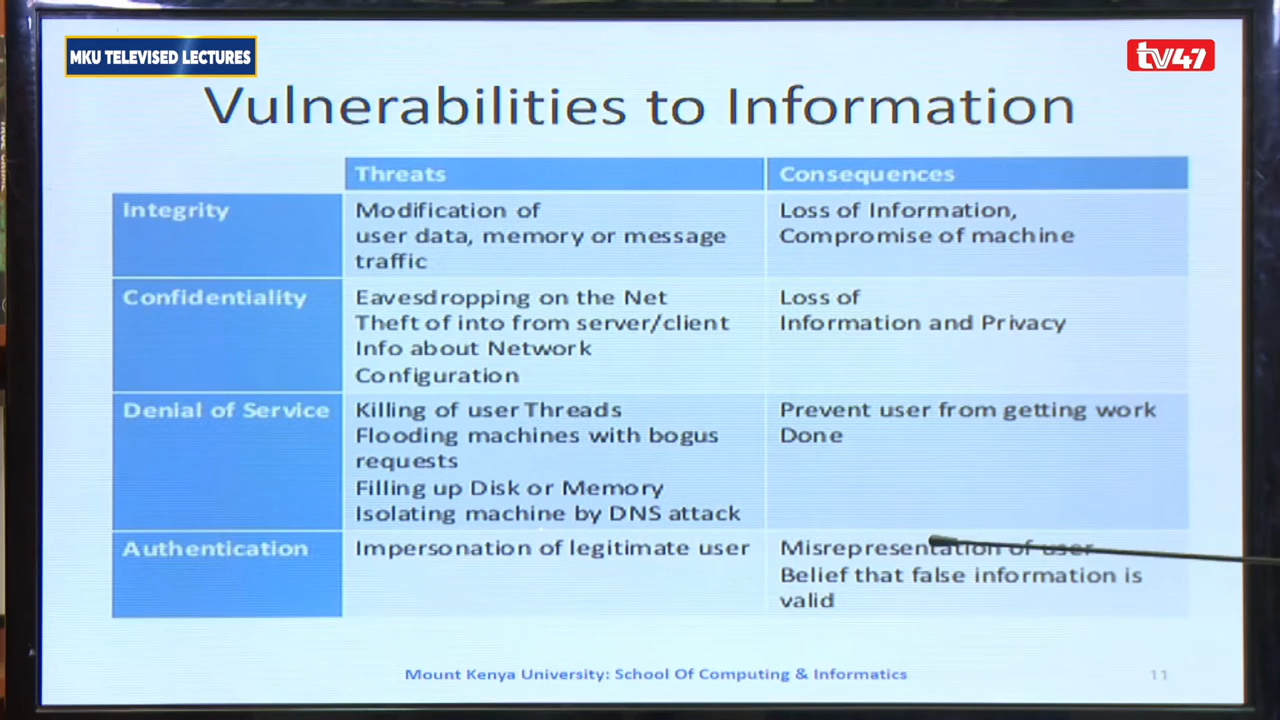 MKU TELEVISED LECTURES
tv47
Vulnerabilities to Information
Threats
Consequences
Integrity
Modification of
user data, memory or message
traffic
Loss of Information,
Compromise of machine
Confidentiality
Eavesdropping on the Net
Theft of into from server/client
Info about Network
Configuration
Loss of
Information and Privacy
Denial of Service
Killing of user Threads
Flooding machines with bogus
requests
Filling up Disk or Memory
Isolating machine by DNS attack
Prevent user from getting work
Done
Authentication
Impersonation of legitimate user
Misrepresentation of user
Belief that false information is
valid
Mount Kenya University: School Of Computing & Informatics
11